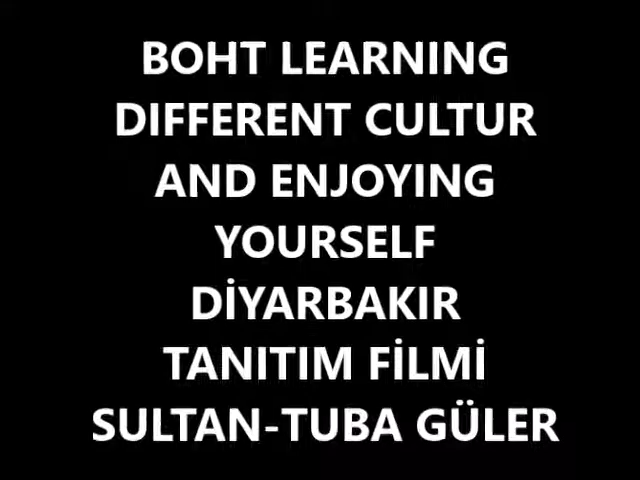 BOHT LEARNING
DIFFERENT CULTUR
AND ENJOYING
YOURSELF
DİYARBAKIR
TANITIM FİLMİ
SULTAN-TUBA GÜLER